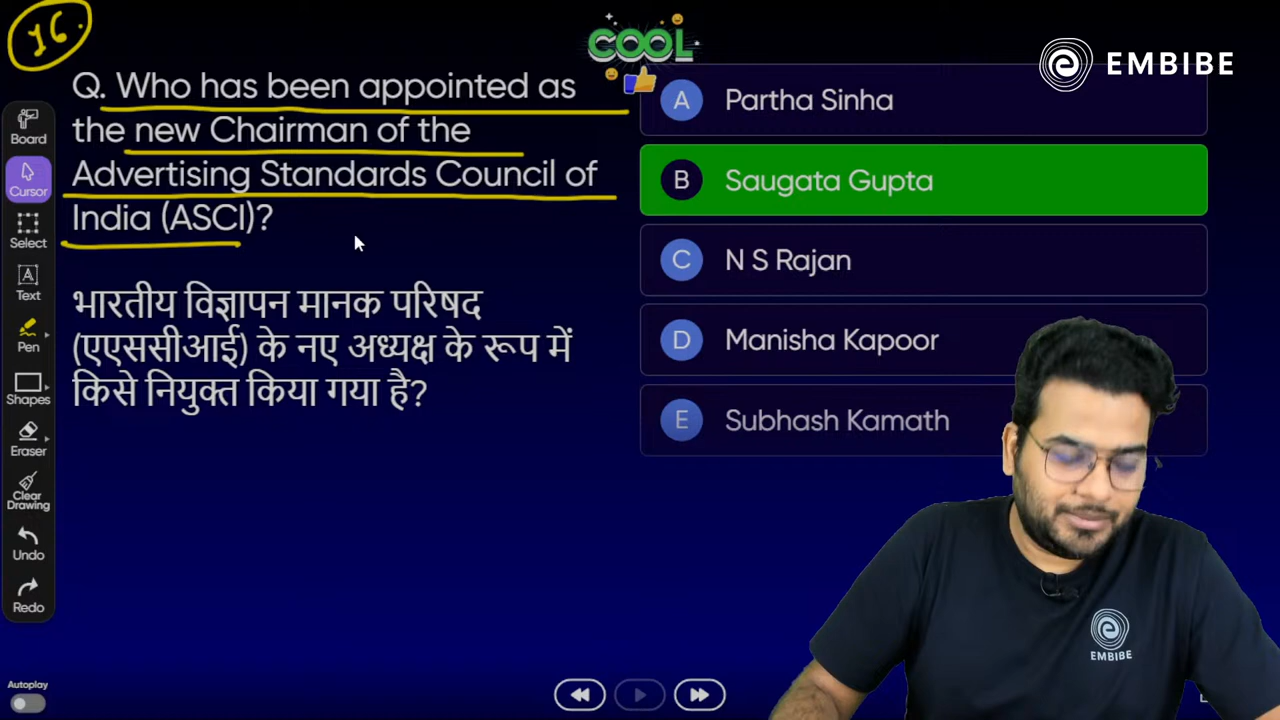 16.
COOL
EMBIBE
Q. Who has been appointed as
the new Chairman of the
Advertising Standards Council of
India (ASCI)?
भारतीय विज्ञापन मानक परिषद
(एएससीआई) के नए अध्यक्ष के रूप में
किसे नियुक्त किया गया है?
A Partha Sinha
B Saugata Gupta
C N S Rajan
D Manisha Kapoor
E Subhash Kamath
Board
Cursor
Select
A
Text
Pen
Shapes
Eraser
Clear
Drawing
Undo
Redo
Autoplay
EMBIBE